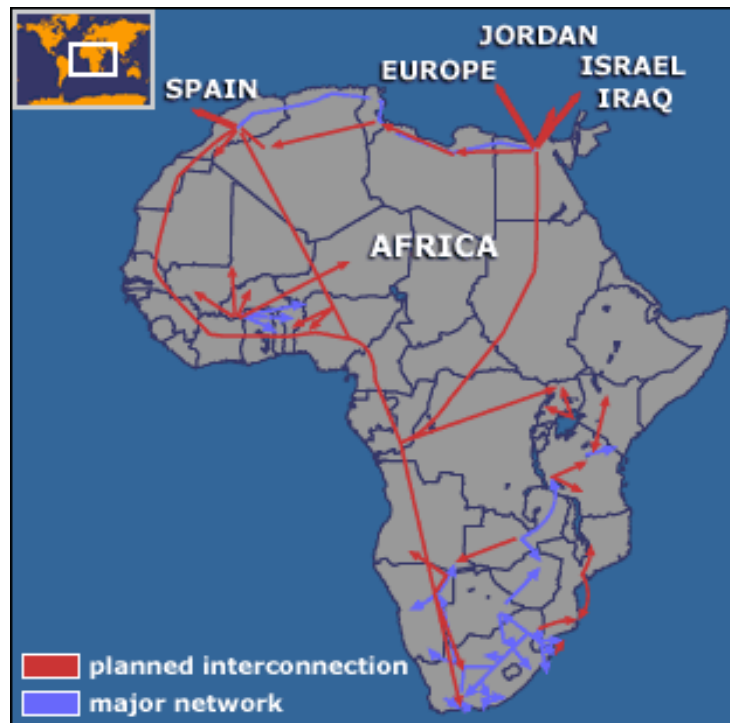 JORDAN
EUROPE
ISRAEL
SPAIN
IRAQ
AFRICA
planned interconnection
major network